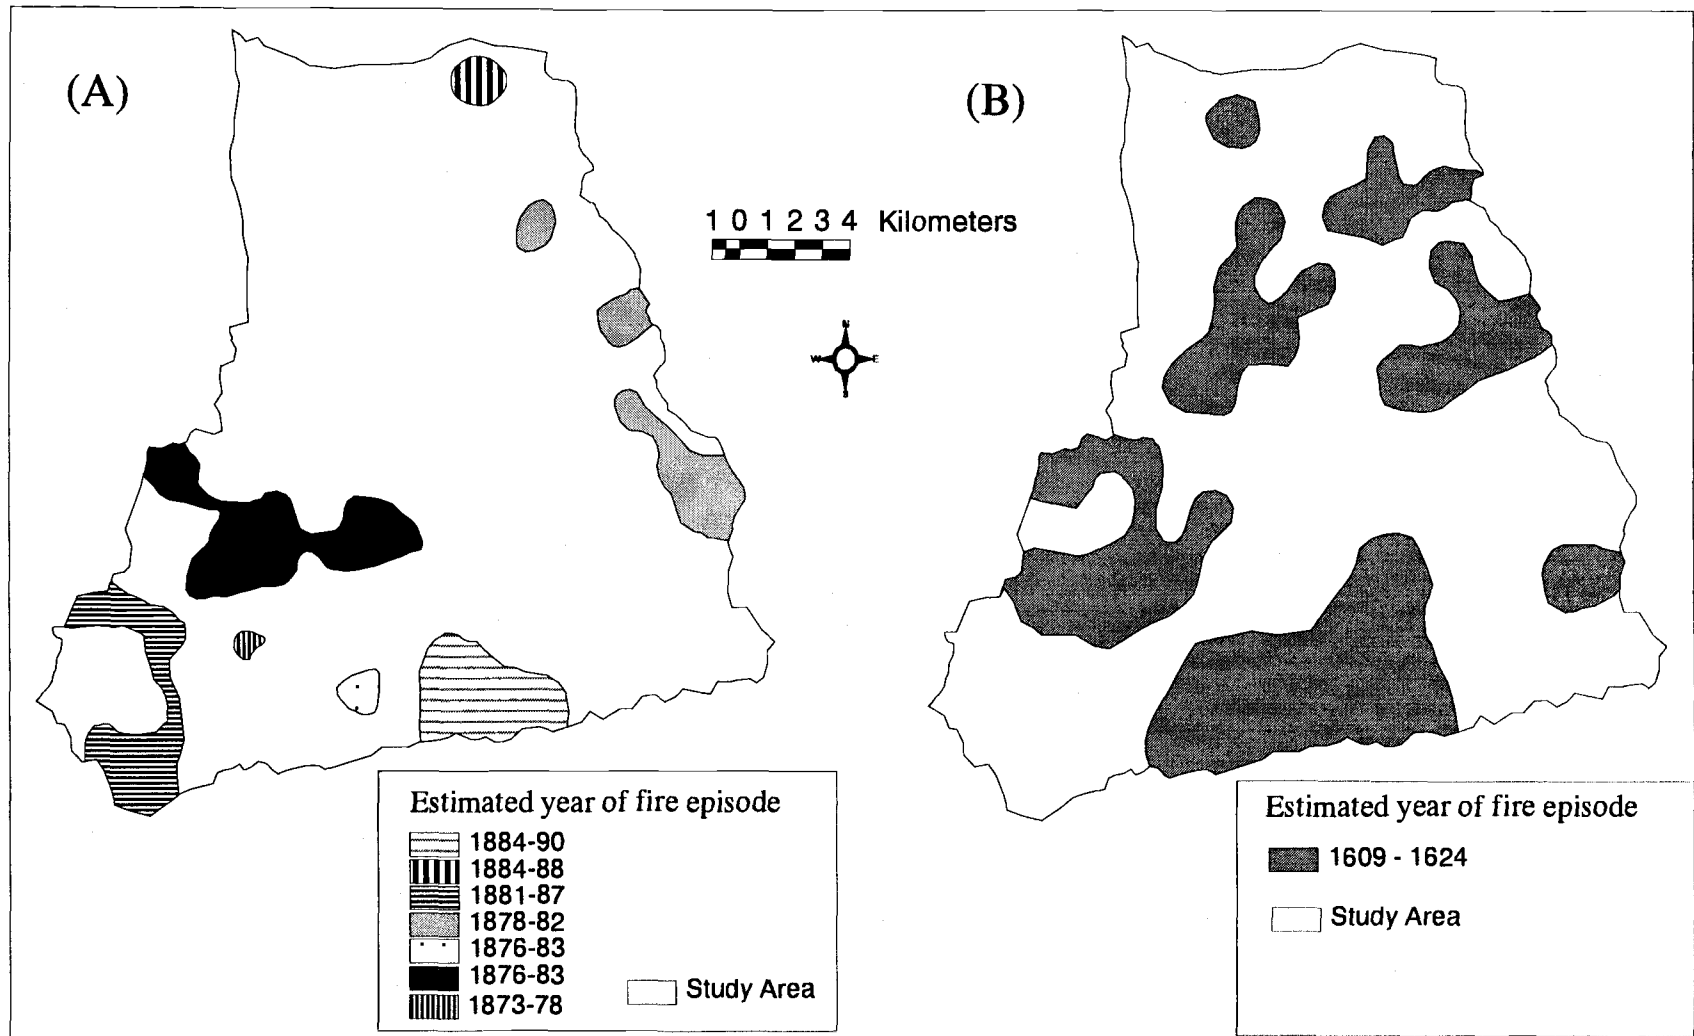 (A)
(B)
1 0 1 2 3 4 Kilometers
N
W E
S
Estimated year of fire episode
1884-90
1884-88
1881-87
1878-82
1876-83
1876-83
1873-78
Study Area
Estimated year of fire episode
1609 - 1624
Study Area